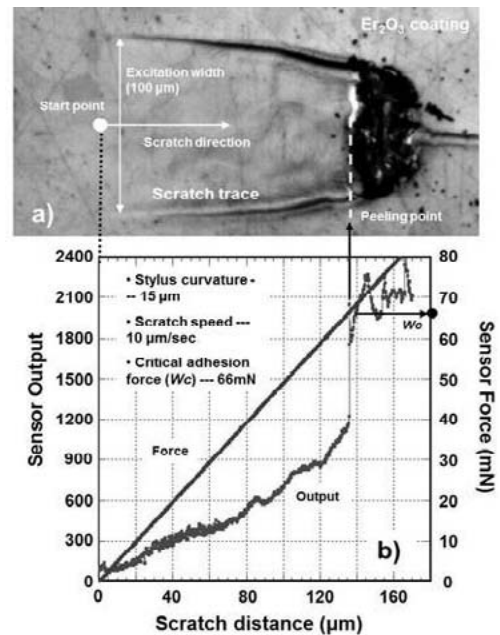 Er₂O₃ coating
Excitation width
(100 μm)
Start point
Scratch direction
Scratch trace
a)
Peeling point
2400
2100
1800
1500
1200
900
600
300
0
Sensor Output
• Stylus curvature -
-- 15 μm
• Scratch speed ---
10 μm/sec
• Critical adhesion
force (Wc) --- 66mN
Force
Output
Wc
b)
80
70
60
50
40
30
20
10
0
Sensor Force (mN)
0 40 80 120 160
Scratch distance (μm)